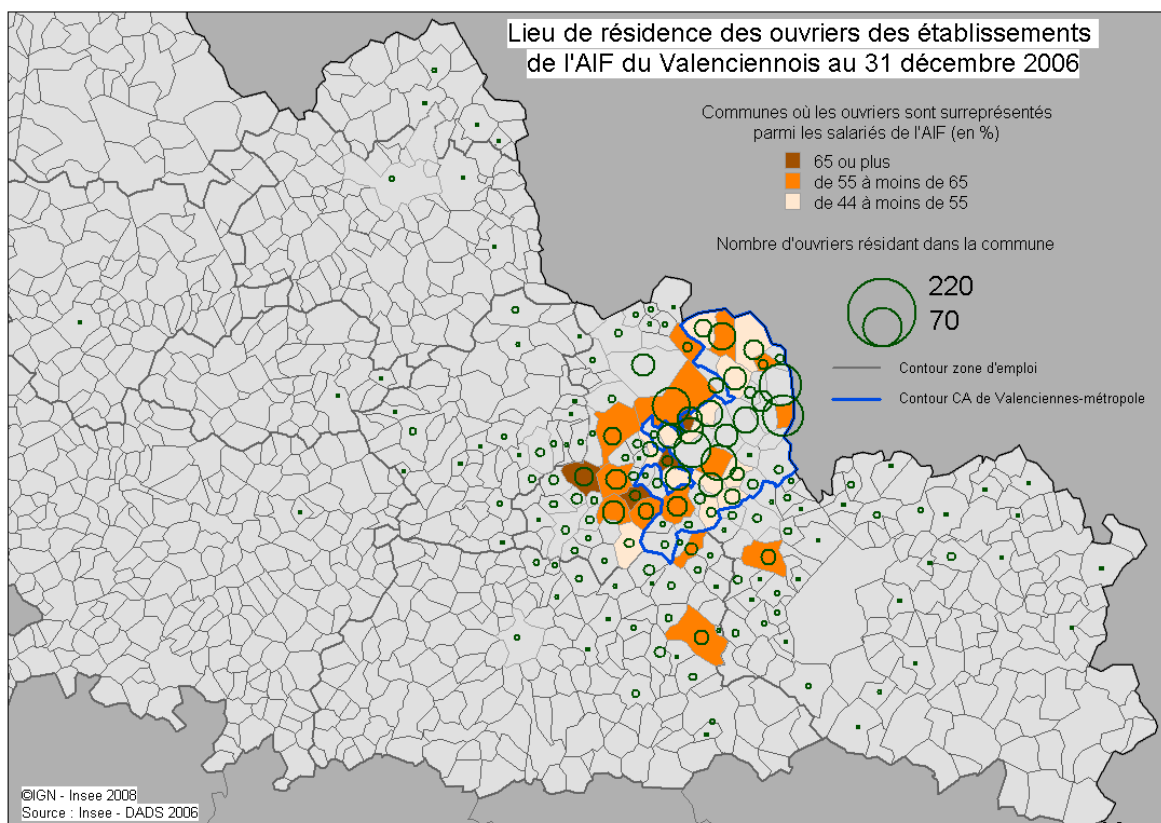 Lieu de résidence des ouvriers des établissements
de l'AIF du Valenciennois au 31 décembre 2006
Communes où les ouvriers sont surreprésentés
parmi les salariés de l'AIF (en %)
65 ou plus
de 55 à moins de 65
de 44 à moins de 55
Nombre d'ouvriers résidant dans la commune
220
70
Contour zone d'emploi
Contour CA de Valenciennes-métropole
©IGN - Insee 2008
Source : Insee - DADS 2006